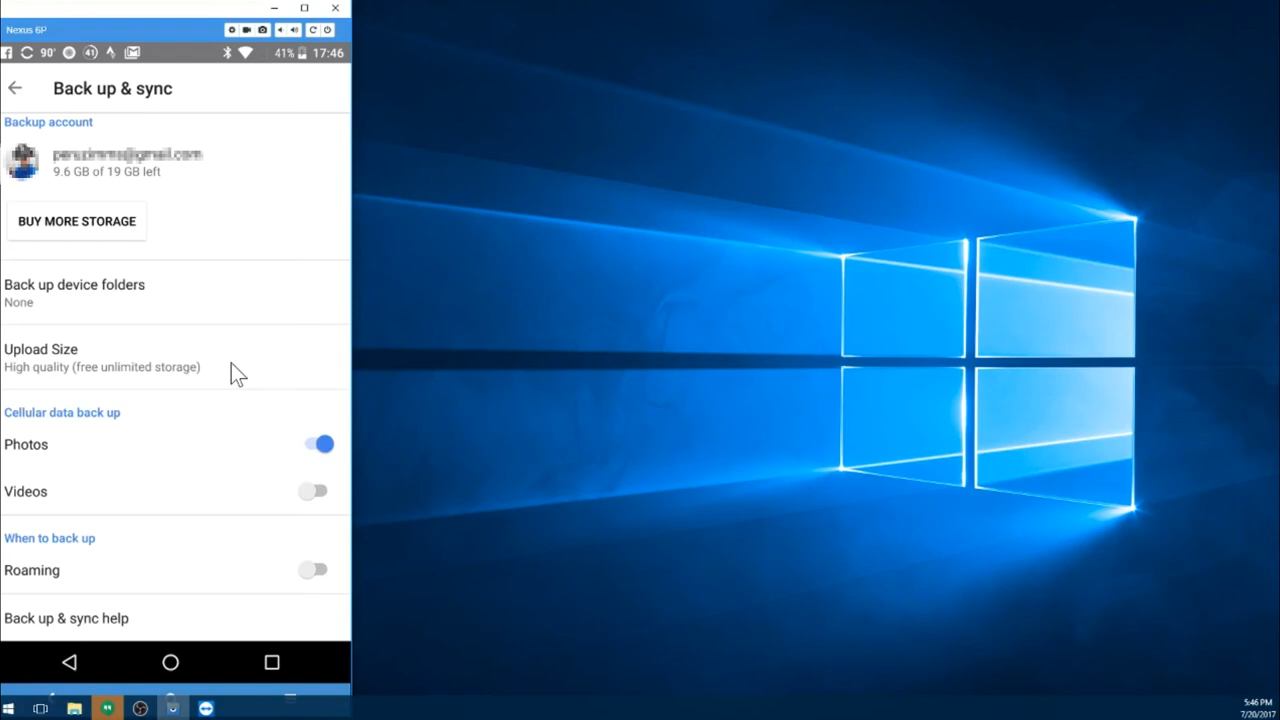 Nexus 6P
90°
41
41%
17:46
Back up & sync
Backup account
9.6 GB of 19 GB left
BUY MORE STORAGE
Back up device folders
None
Upload Size
High quality (free unlimited storage)
Cellular data back up
Photos
Videos
When to back up
Roaming
Back up & sync help
5:46 PM
7/20/2017